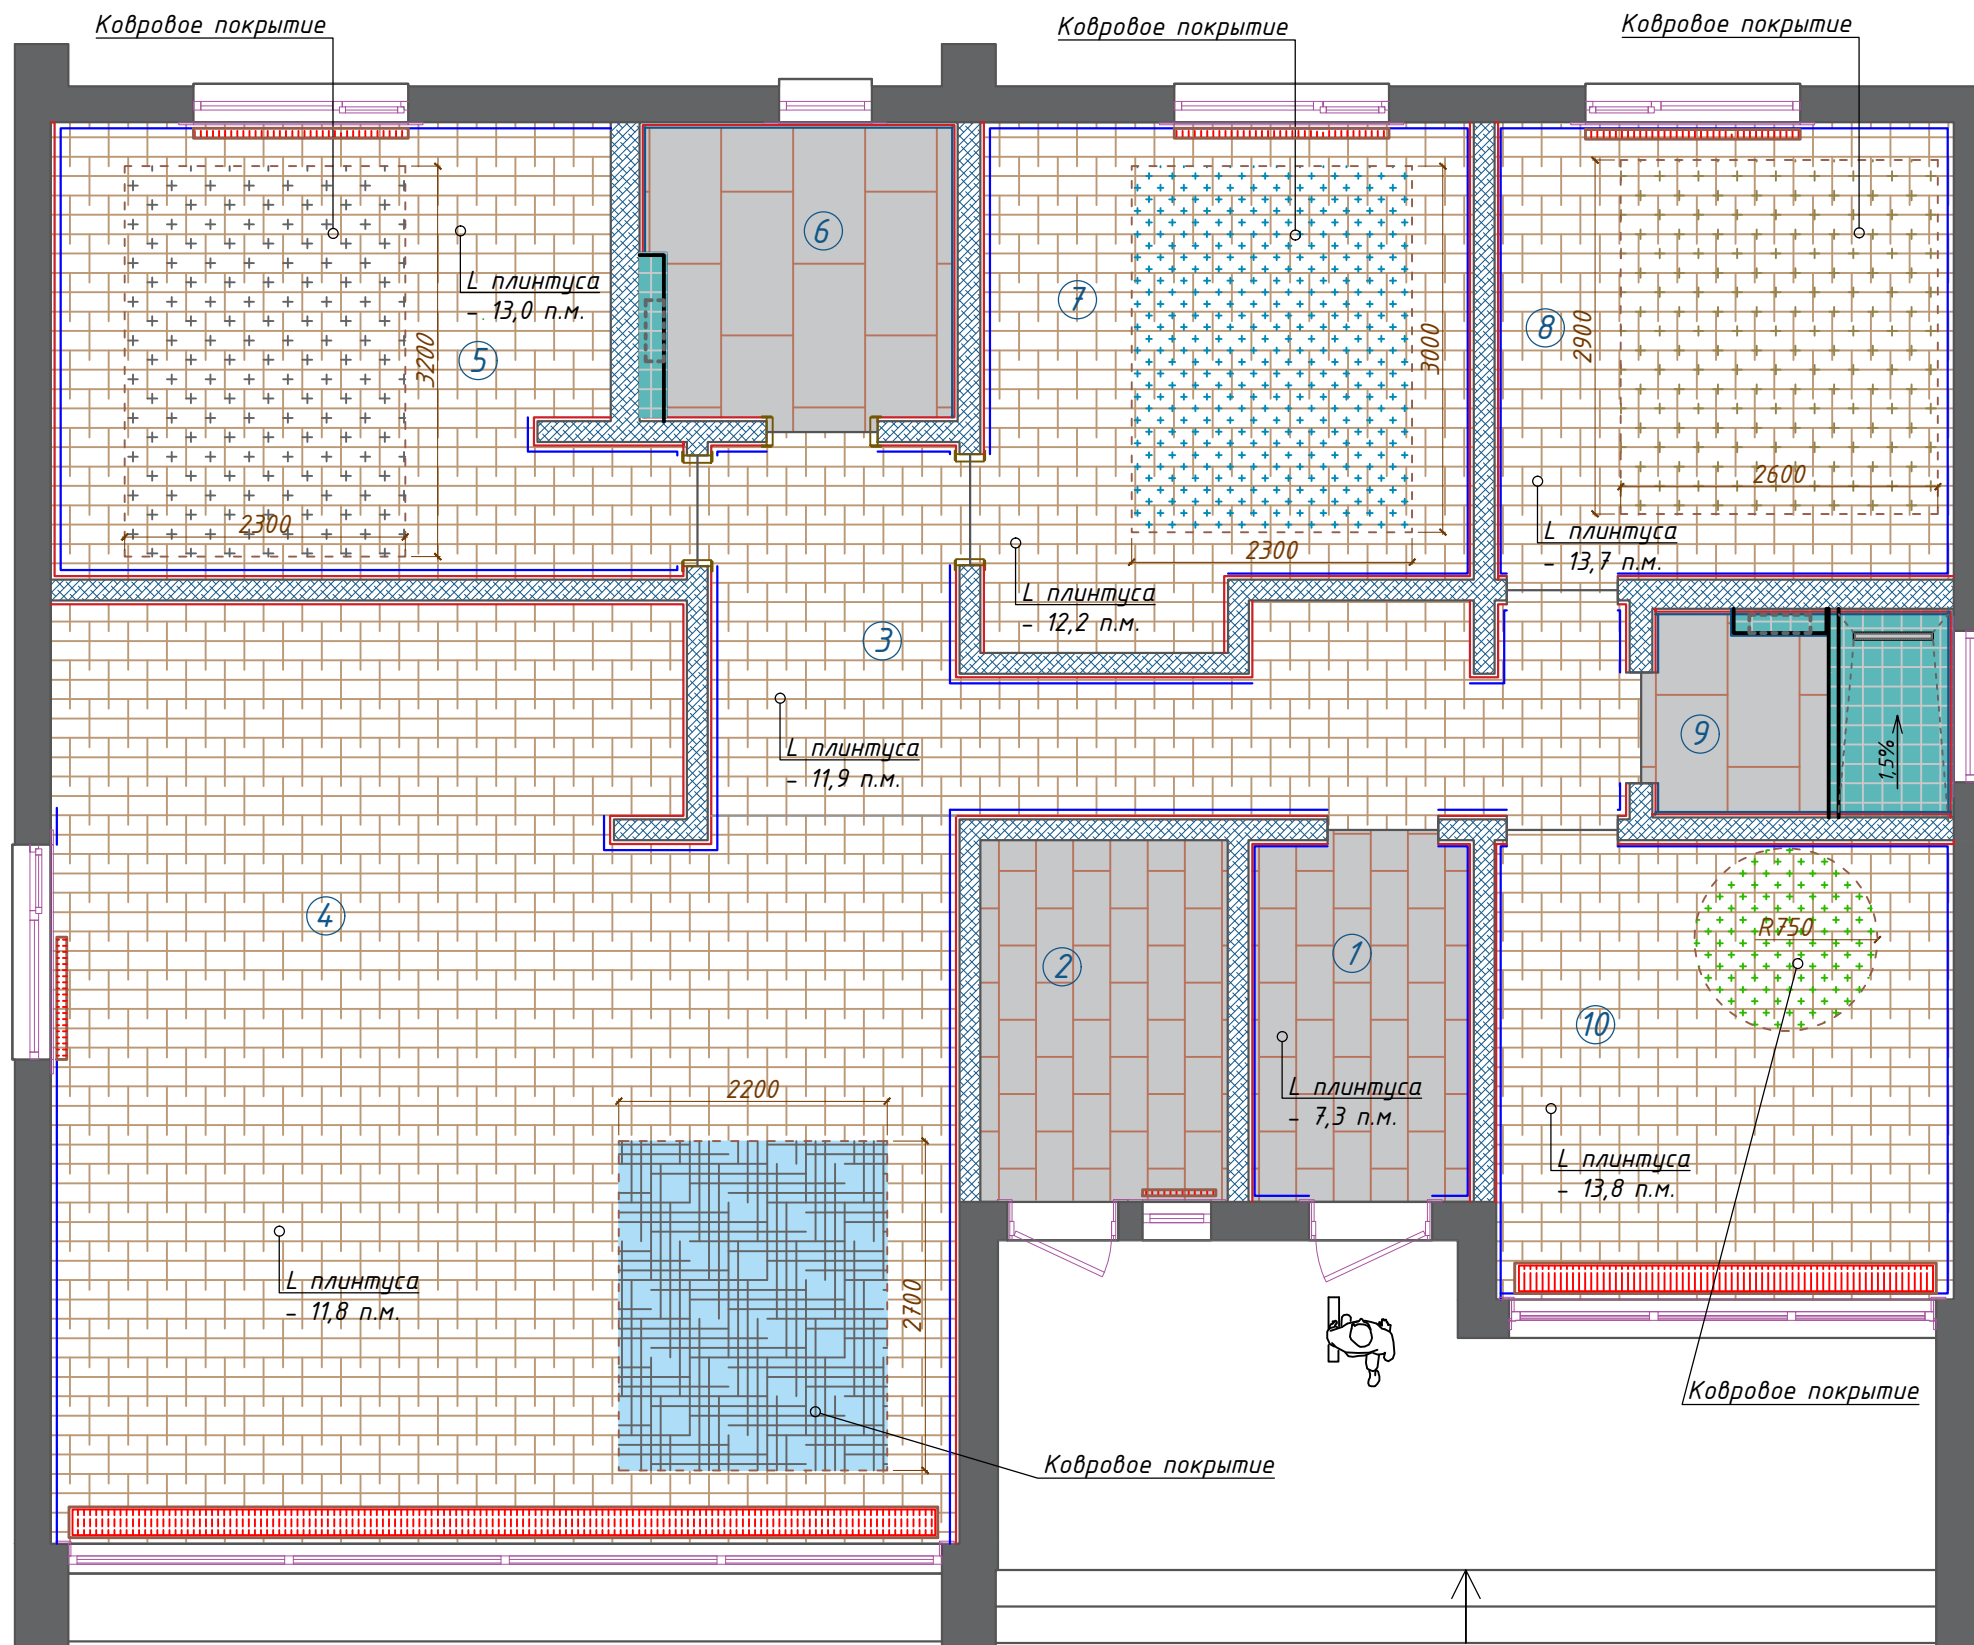 Ковровое покрытие
Ковровое покрытие
Ковровое покрытие
6
L плинтуса
- 13,0 п.м.
3200
5
2300
7
3000
2300
8
2900
2600
L плинтуса
- 13,7 п.м.
L плинтуса
- 12,2 п.м.
3
L плинтуса
- 11,9 п.м.
9
1,5%
4
2
1
R750
10
2200
L плинтуса
- 7,3 п.м.
L плинтуса
- 13,8 п.м.
L плинтуса
- 11,8 п.м.
2700
Ковровое покрытие
Ковровое покрытие